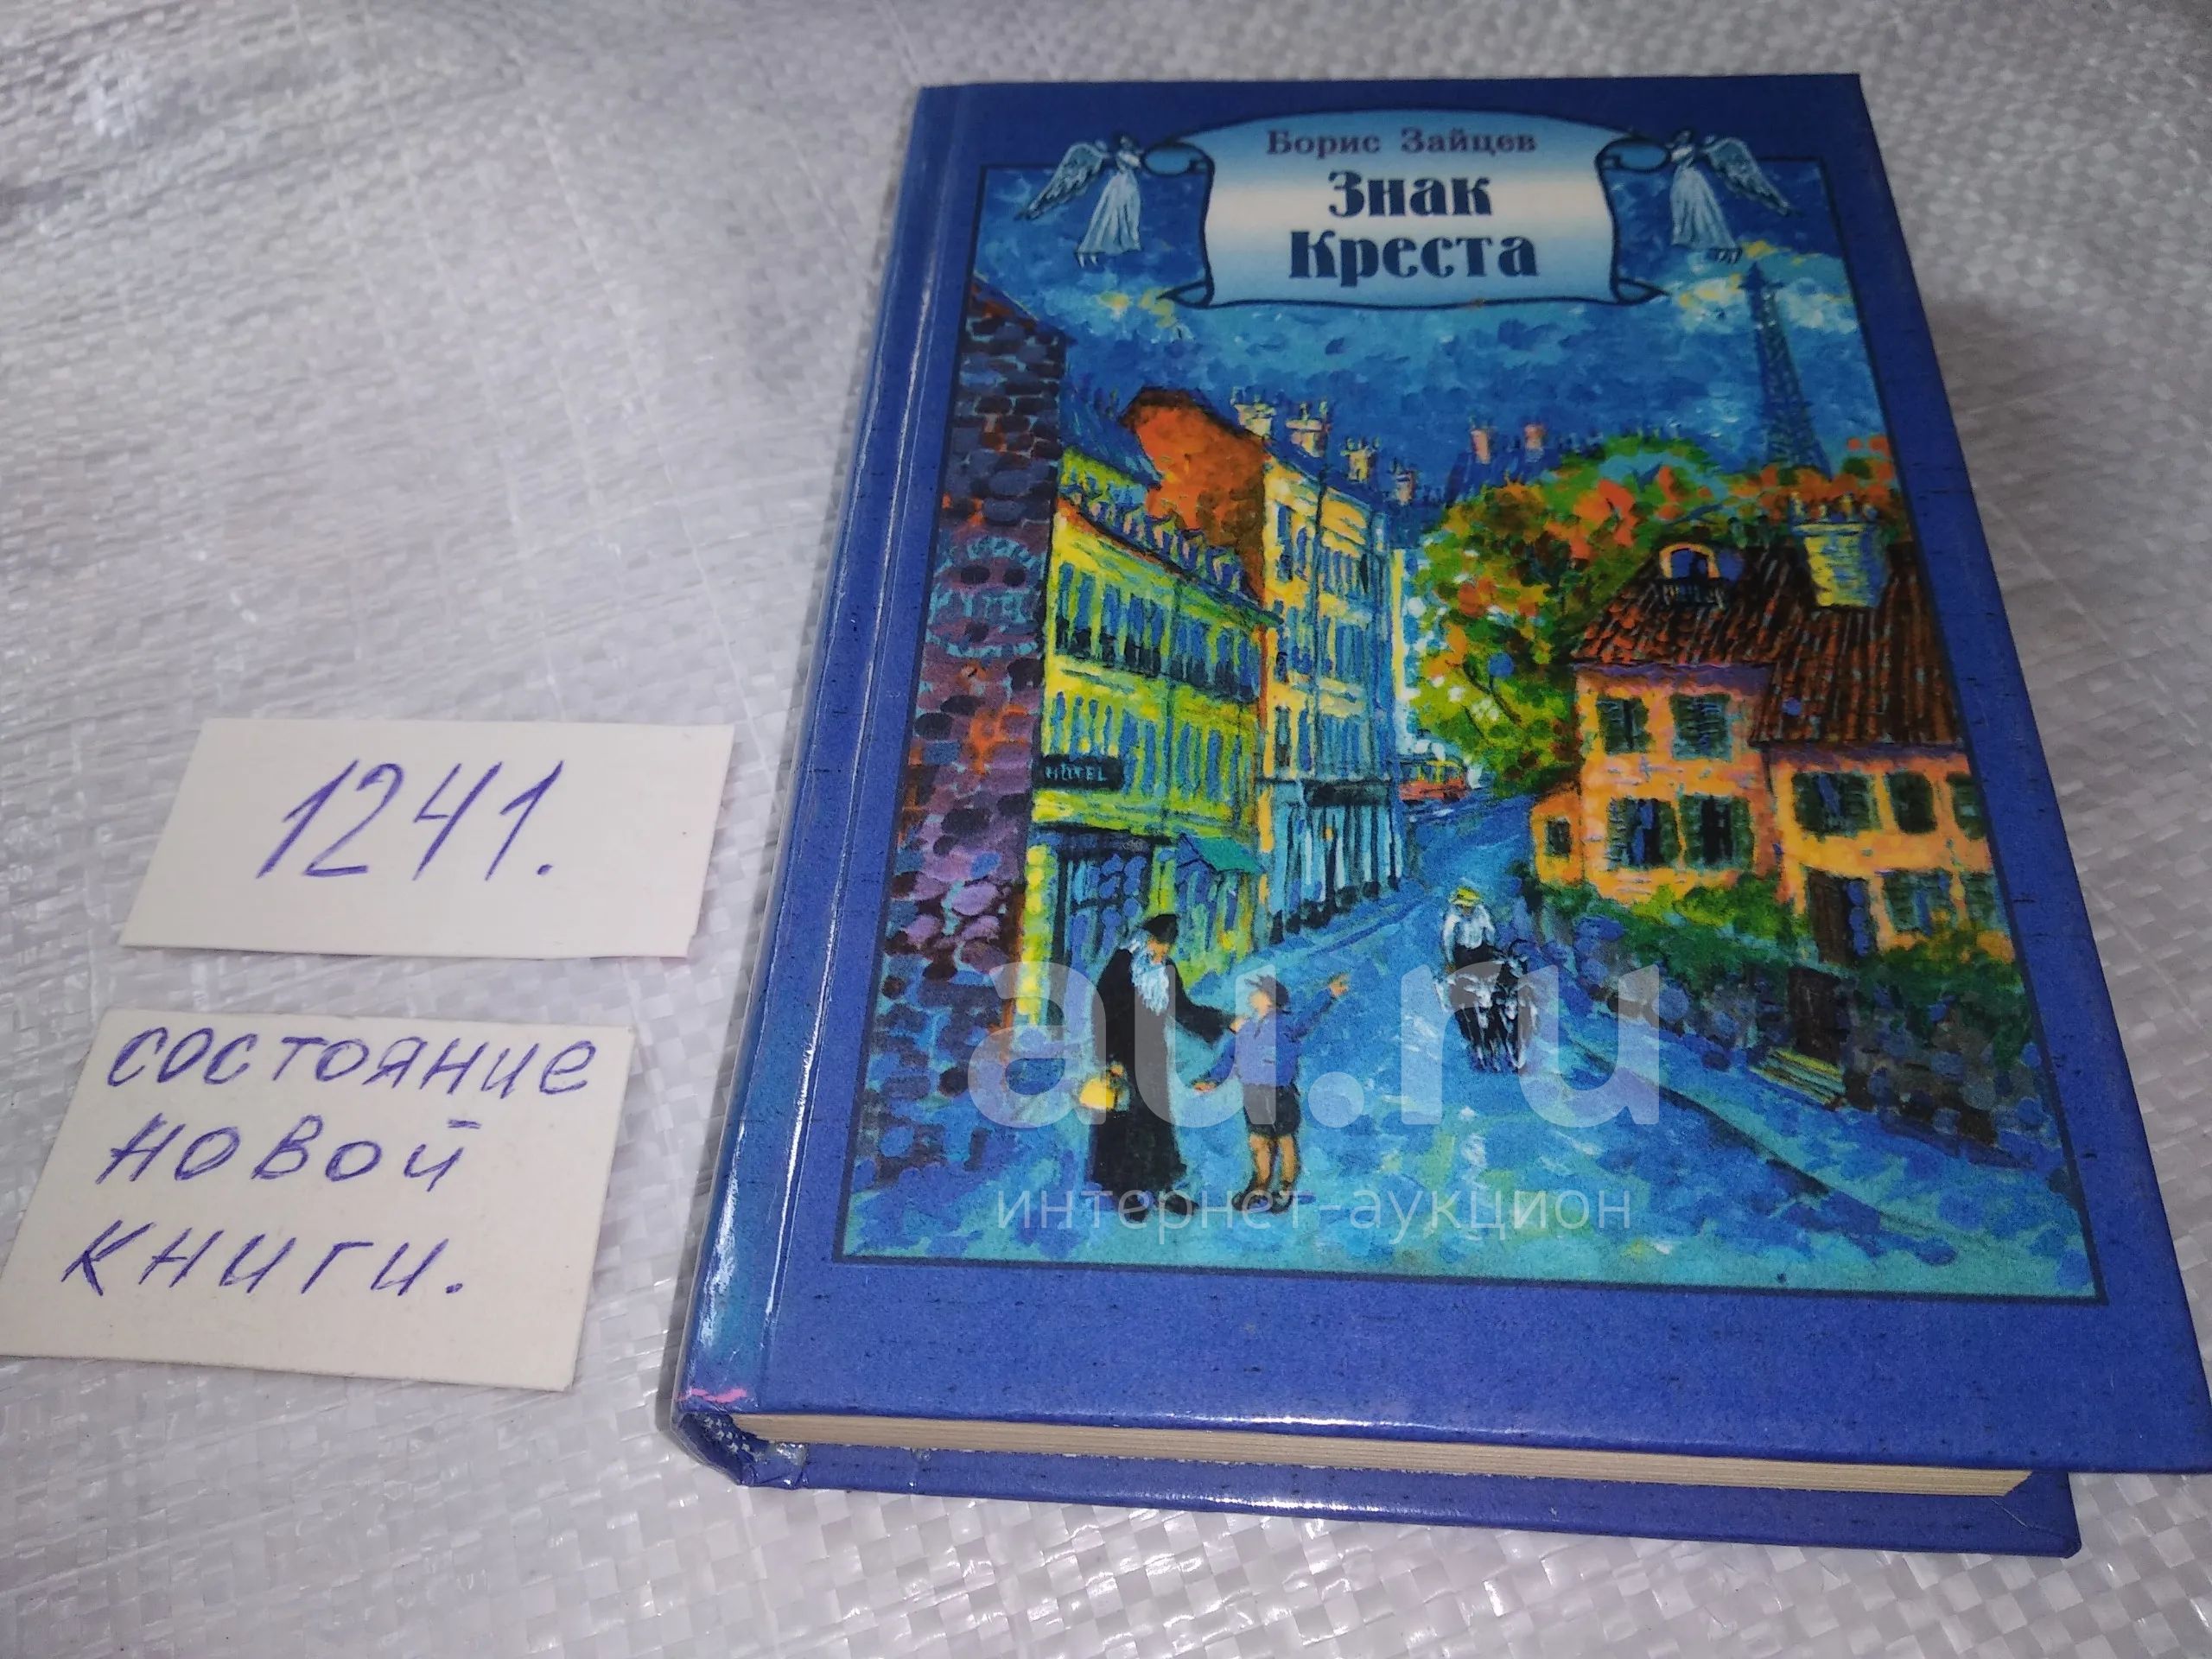 Борис Зайцев
Знак
Креста
HOTEL
1241.
состояние
новой
книги.
au.ru
интернет-аукцион